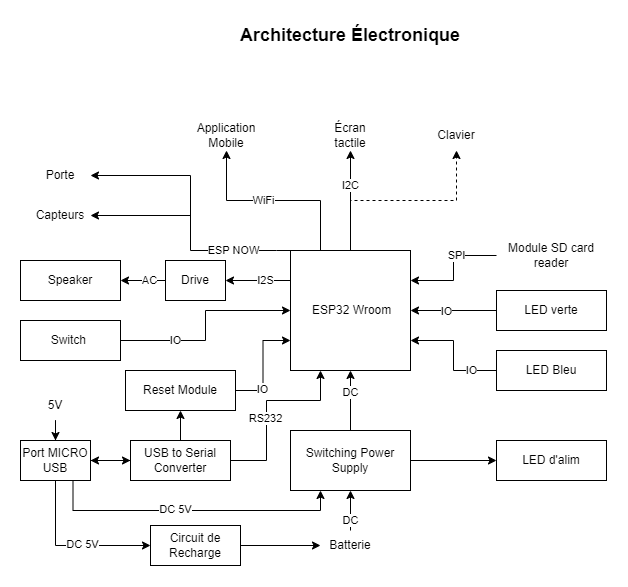 Architecture Électronique
Application
Mobile
Écran
tactile
Clavier
Porte
I2C
WiFi
Capteurs
ESP NOW
SPI
Module SD card
reader
Speaker
AC
Drive
I2S
ESP32 Wroom
IO
LED verte
Switch
IO
IO
LED Bleu
Reset Module
IO
DC
5V
RS232
Port MICRO
USB
USB to Serial
Converter
Switching Power
Supply
LED d'alim
DC 5V
DC
DC 5V
Circuit de
Recharge
Batterie